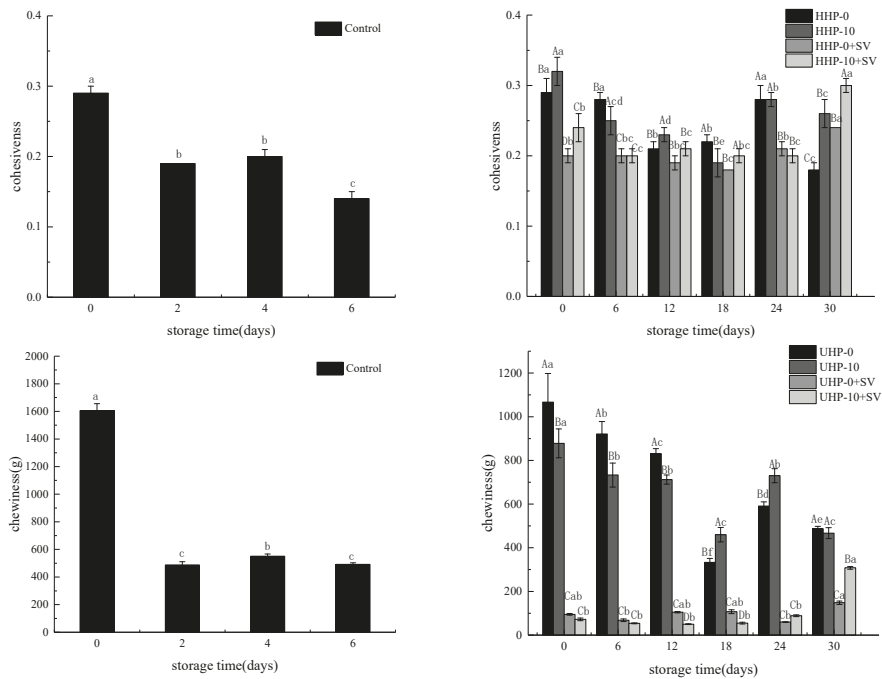 0.4
0.3
0.2
0.1
0.0
cohesivenss
Control
a
b
b
c
0
2
4
6
storage time(days)
0.4
0.3
0.2
0.1
0.0
cohesivenss
HHP-0
HHP-10
HHP-0+SV
HHP-10+SV
Ba
Aa
Db
Cb
Ba
Acd
Cbc
Cc
Bb
Ad
Bbc
Bc
Ab
Be
Bc
Abc
Aa
Aa
Bb
Bc
Cc
Bc
Ba
Aa
0
6
12
18
24
30
storage time(days)
2000
1800
1600
1400
1200
1000
800
600
400
200
0
chewiness(g)
Control
a
c
b
c
0
2
4
6
storage time(days)
1200
1000
800
600
400
200
0
chewiness(g)
UHP-0
UHP-10
UHP-0+SV
UHP-10+SV
Aa
Ba
Cab
Cb
Ab
Bb
Cb
Cb
Ac
Bb
Cab
Db
Bf
Ac
Cab
Db
Bd
Ab
Cb
Cb
Ae
Ac
Ca
Ba
0
6
12
18
24
30
storage time(days)